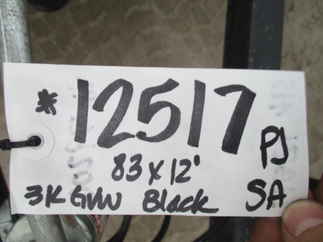 *12517
PJ
83 x 12'
3K GVW Black SA